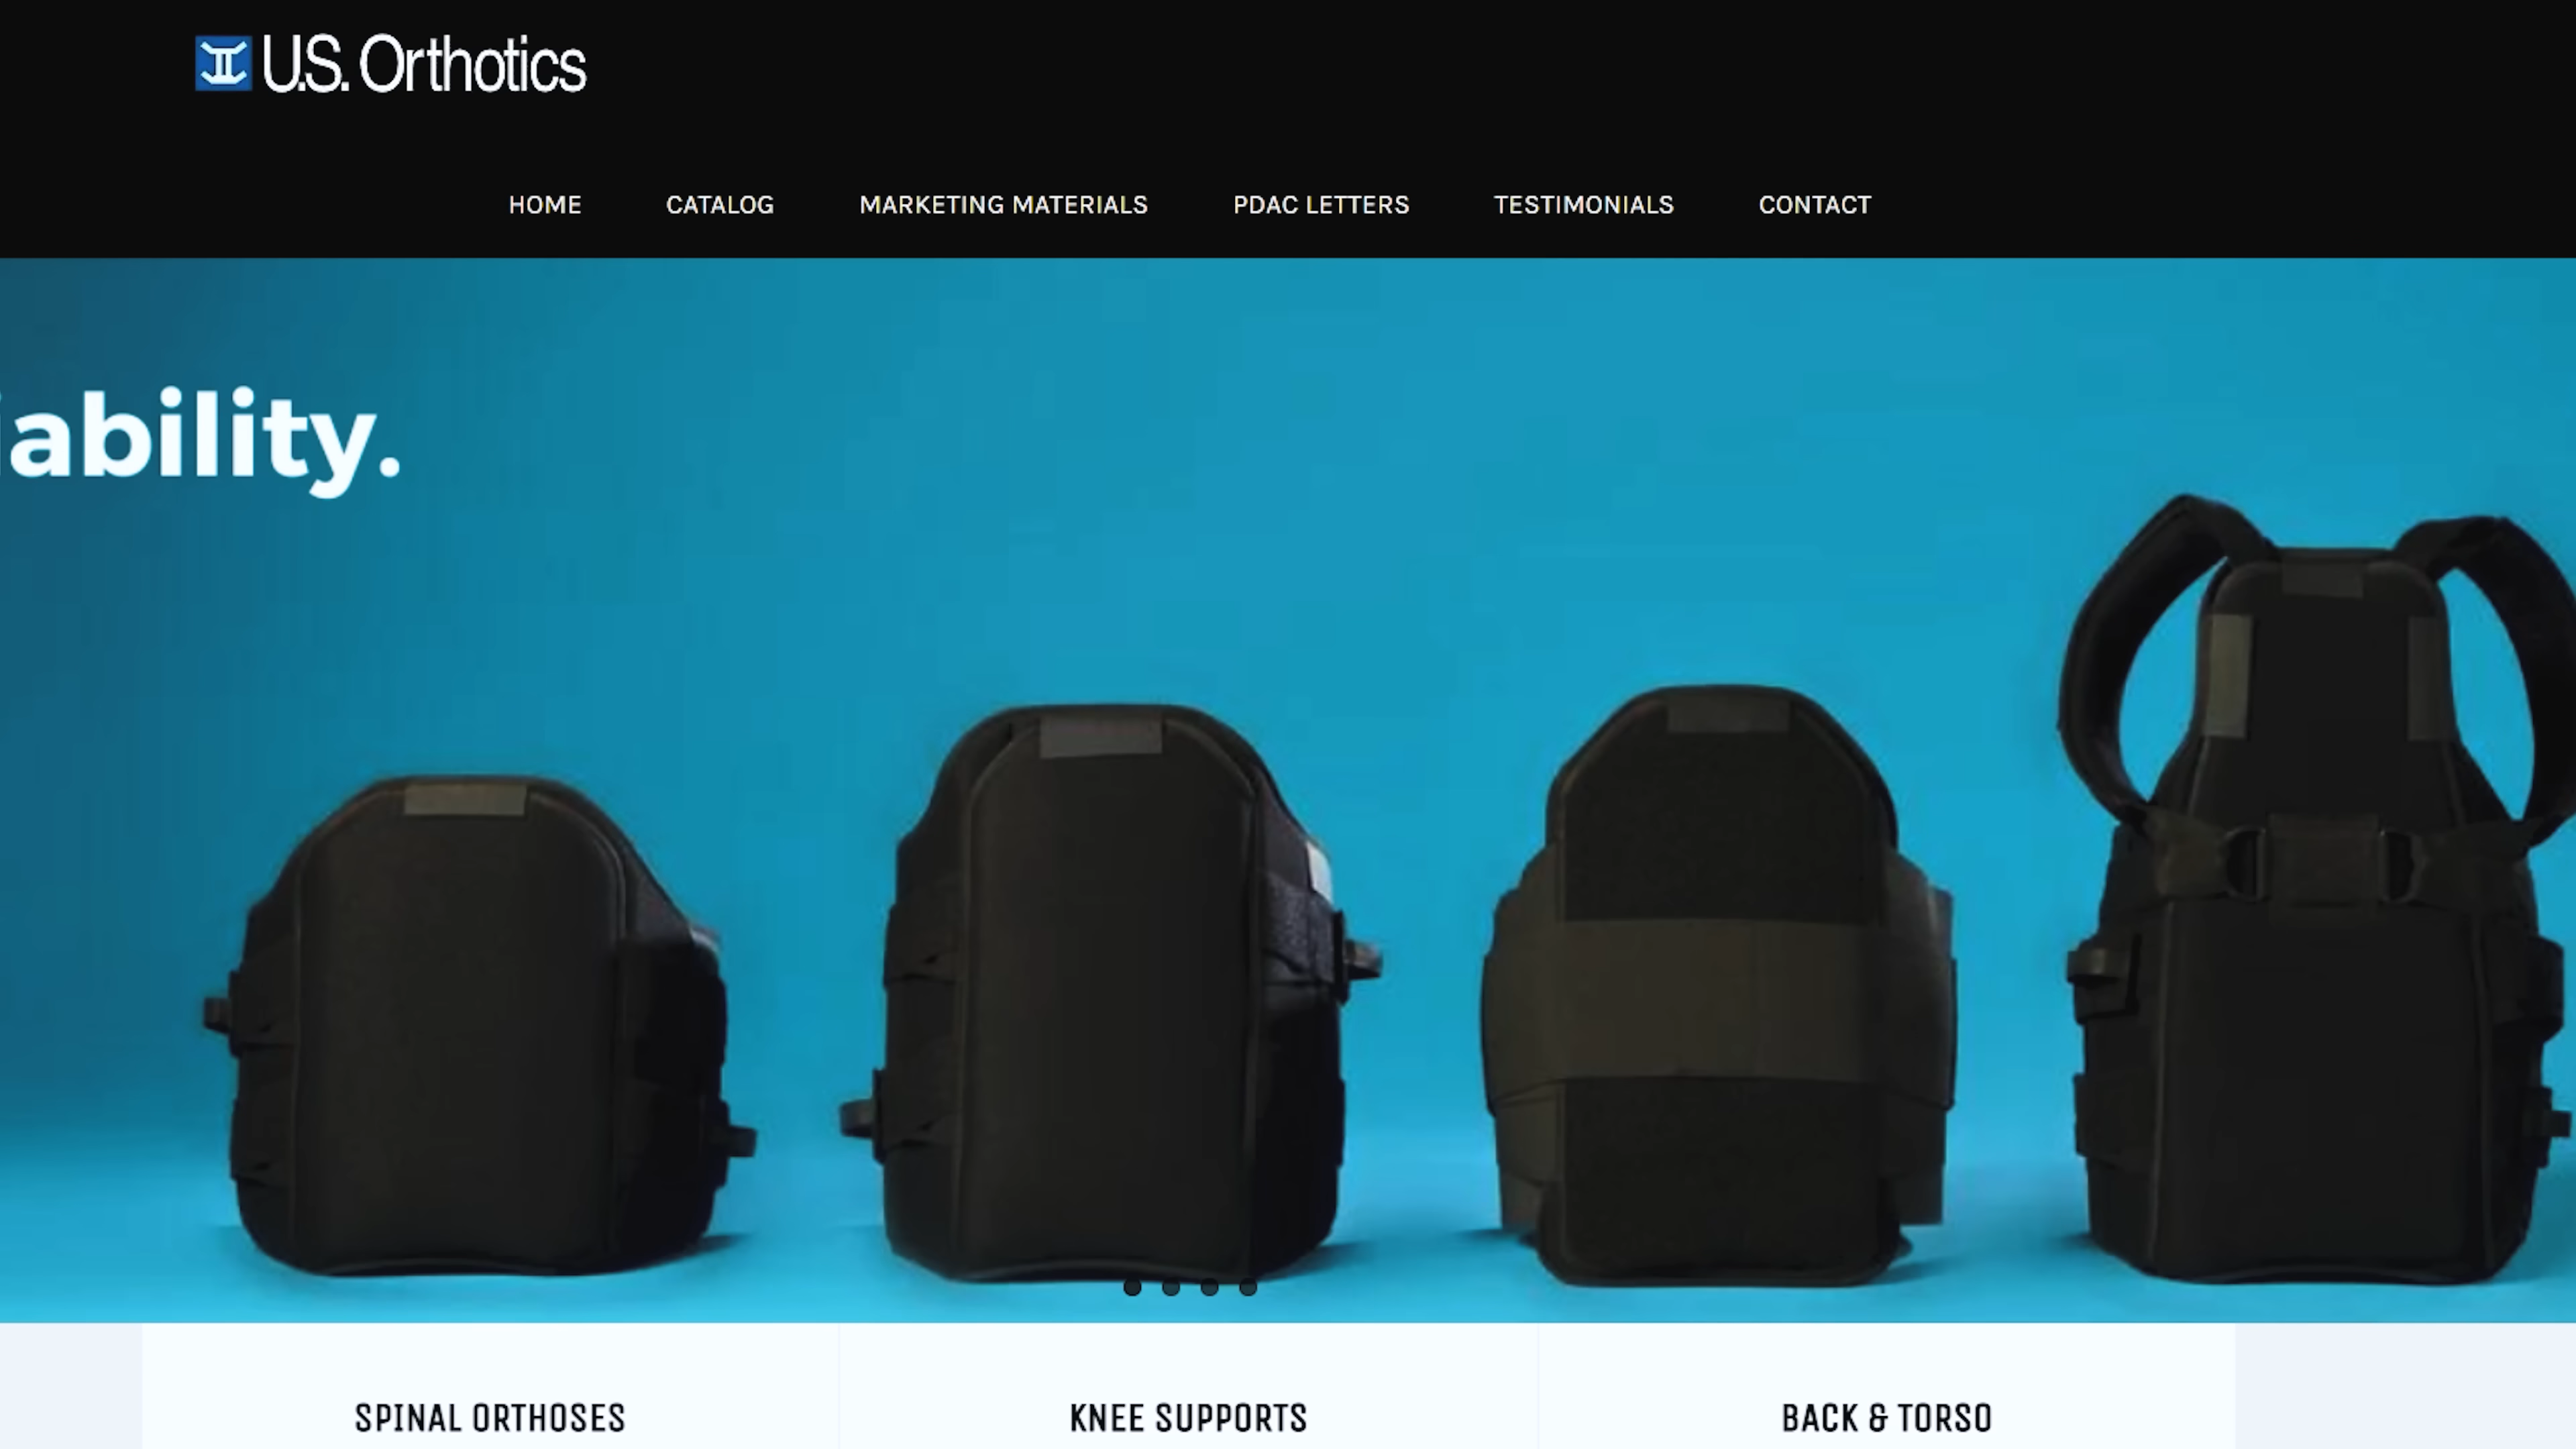 U.S. Orthotics
HOME CATALOG MARKETING MATERIALS PDAC LETTERS TESTIMONIALS CONTACT
iability.
SPINAL ORTHOSES
KNEE SUPPORTS
BACK & TORSO